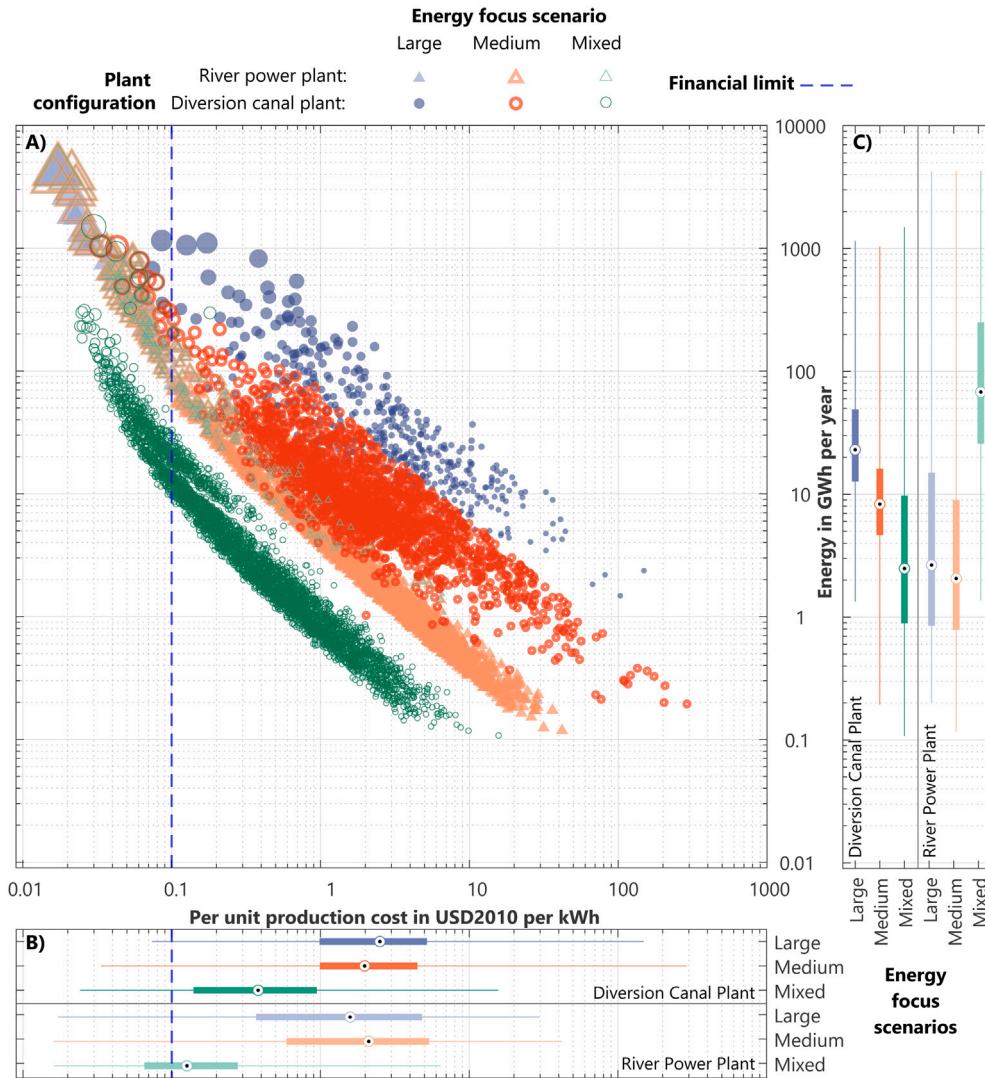 Energy focus scenario
Large Medium Mixed
Plant configuration
River power plant:
Diversion canal plant:
Financial limit
A)
C)
10000
1000
100
10
1
0.1
0.01
Energy in GWh per year
0.01 0.1 1 10 100 1000
Per unit production cost in USD2010 per kWh
Diversion Canal Plant
River Power Plant
Large
Medium
Mixed
Large
Medium
Mixed
B)
Large
Medium
Mixed
Diversion Canal Plant
Large
Medium
Mixed
River Power Plant
Energy
focus
scenarios